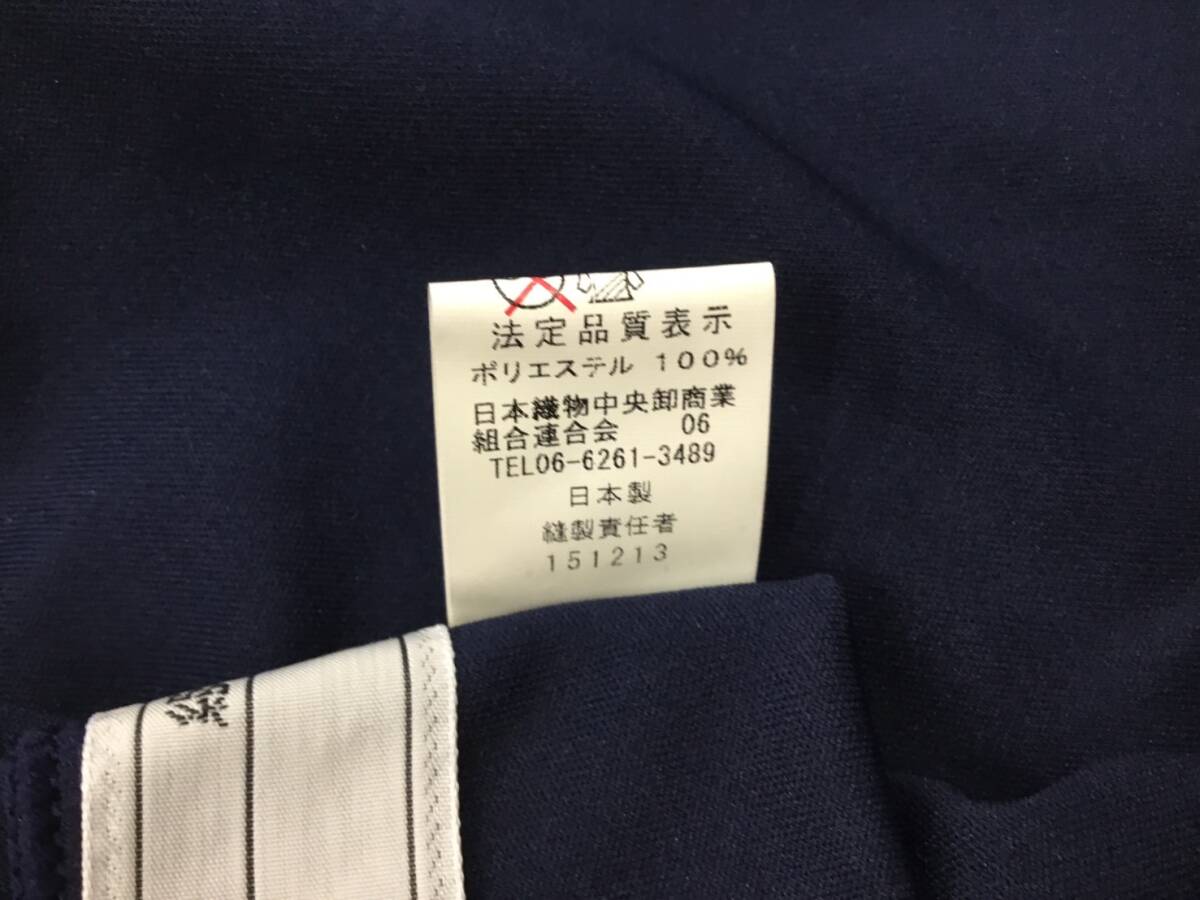 法定品質表示
ポリエステル 100%
日本繊物中央卸商業
組合連合会 06
TEL06-6261-3489
日本製
縫製責任者
151213